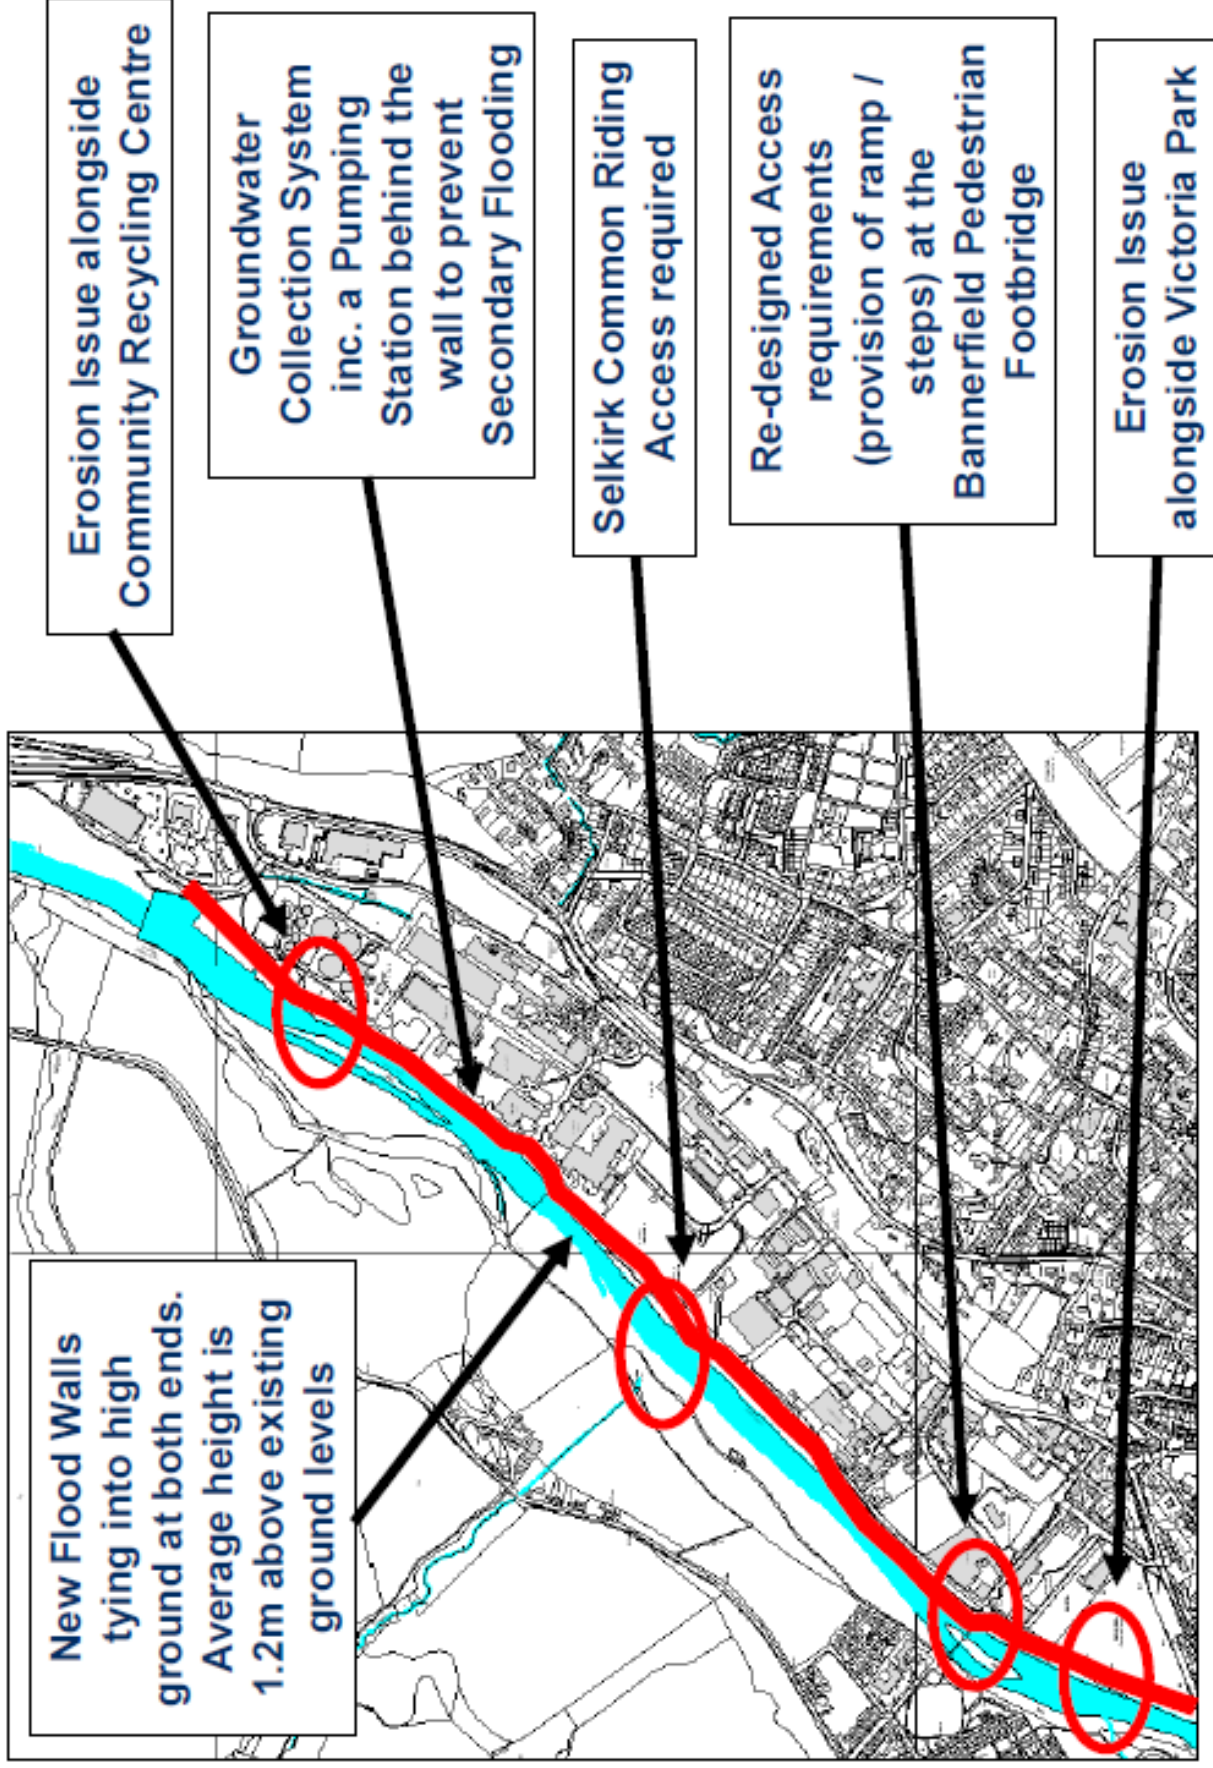 Erosion Issue alongside
Community Recycling Centre
Groundwater
Collection System
inc. a Pumping
Station behind the
wall to prevent
Secondary Flooding
Selkirk Common Riding
Access required
Re-designed Access
requirements
(provision of ramp /
steps) at the
Bannerfield Pedestrian
Footbridge
Erosion Issue
alongside Victoria Park
New Flood Walls
tying into high
ground at both ends.
Average height is
1.2m above existing
ground levels